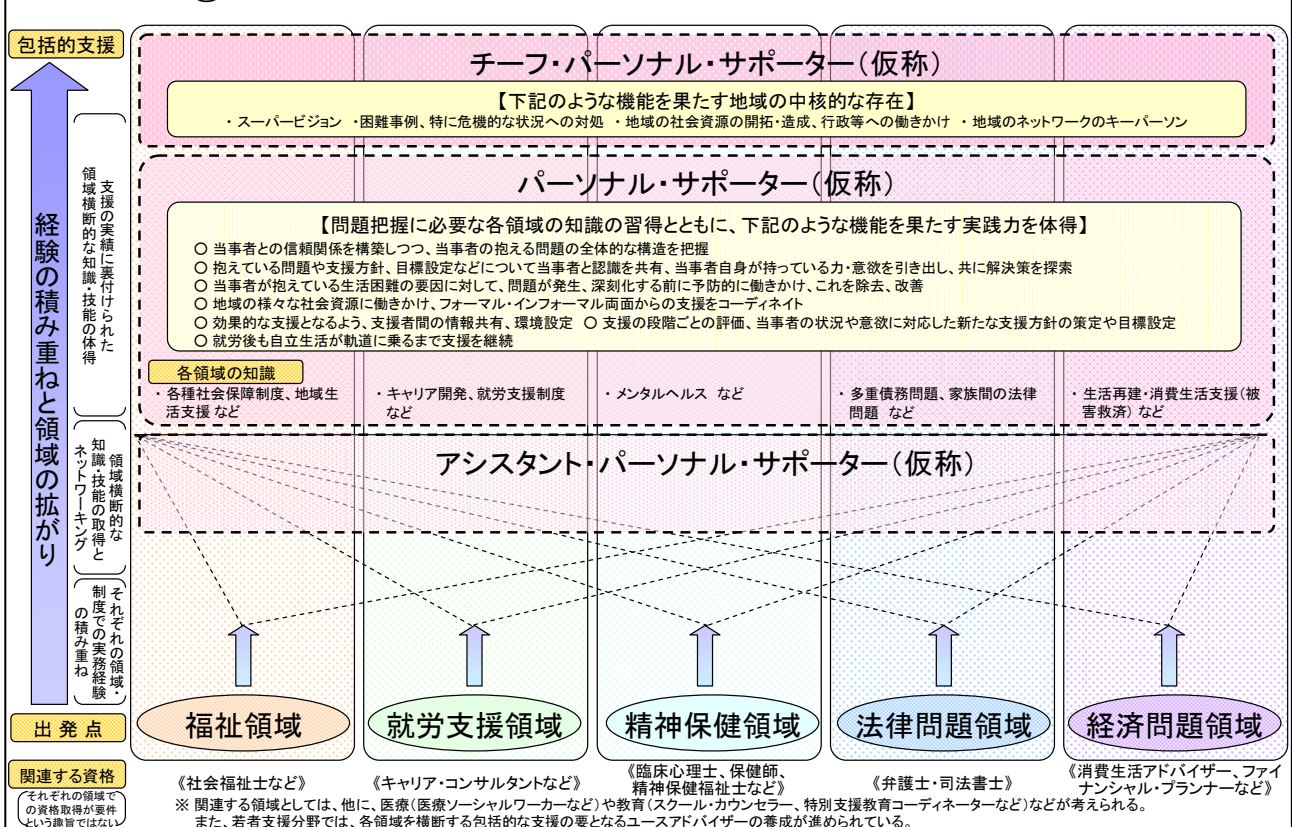 包括的支援
チーフ・パーソナル・サポーター（仮称）
【下記のような機能を果たす地域の中核的な存在】
・ スーパービジョン ・困難事例、特に危機的な状況への対処 ・ 地域の社会資源の開拓・造成、行政等への働きかけ ・ 地域のネットワークのキーパーソン
経験の積み重ねと領域の拡がり
支援の実績に裏付けられた
領域横断的な知識・技能の体得
パーソナル・サポーター（仮称）
【問題把握に必要な各領域の知識の習得とともに、下記のような機能を果たす実践力を体得】
○ 当事者との信頼関係を構築しつつ、当事者の抱える問題の全体的な構造を把握
○ 抱えている問題や支援方針、目標設定などについて当事者と認識を共有、当事者自身が持っている力・意欲を引き出し、共に解決策を探索
○ 当事者が抱えている生活困難の要因に対して、問題が発生、深刻化する前に予防的に働きかけ、これを除去、改善
○ 地域の様々な社会資源に働きかけ、フォーマル・インフォーマル両面からの支援をコーディネイト
○ 効果的な支援となるよう、支援者間の情報共有、環境設定 ○ 支援の段階ごとの評価、当事者の状況や意欲に対応した新たな支援方針の策定や目標設定
○ 就労後も自立生活が軌道に乗るまで支援を継続
各領域の知識
・ 各種社会保障制度、地域生
活支援 など
・ キャリア開発、就労支援制度
など
・ メンタルヘルス など
・ 多重債務問題、家族間の法律
問題 など
・ 生活再建・消費生活支援（被
害救済） など
領域横断的な
知識・技能の取得と
ネットワーキング
アシスタント・パーソナル・サポーター（仮称）
それぞれの領域・
制度での実務経験
の積み重ね
出発点
福祉領域
就労支援領域
精神保健領域
法律問題領域
経済問題領域
関連する資格
それぞれの領域で
の資格取得が要件
という趣旨ではない
《社会福祉士など》
《キャリア・コンサルタントなど》
《臨床心理士、保健師、
精神保健福祉士など》
《弁護士・司法書士》
《消費生活アドバイザー、ファイ
ナンシャル・プランナーなど》
※ 関連する領域としては、他に、医療（医療ソーシャルワーカーなど）や教育（スクール・カウンセラー、特別支援教育コーディネーターなど）などが考えられる。
また、若者支援分野では、各領域を横断する包括的な支援の要となるユースアドバイザーの養成が進められている。